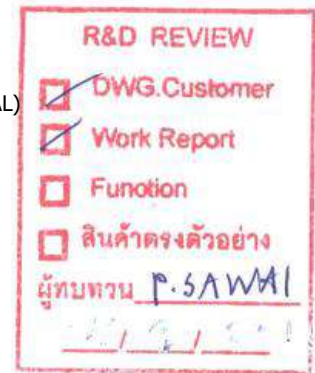 R&D REVIEW
AL)
DWG.Customer
Work Report
Function
สินค้าตรงตัวอย่าง
ผู้ทบทวน P.SAWAI